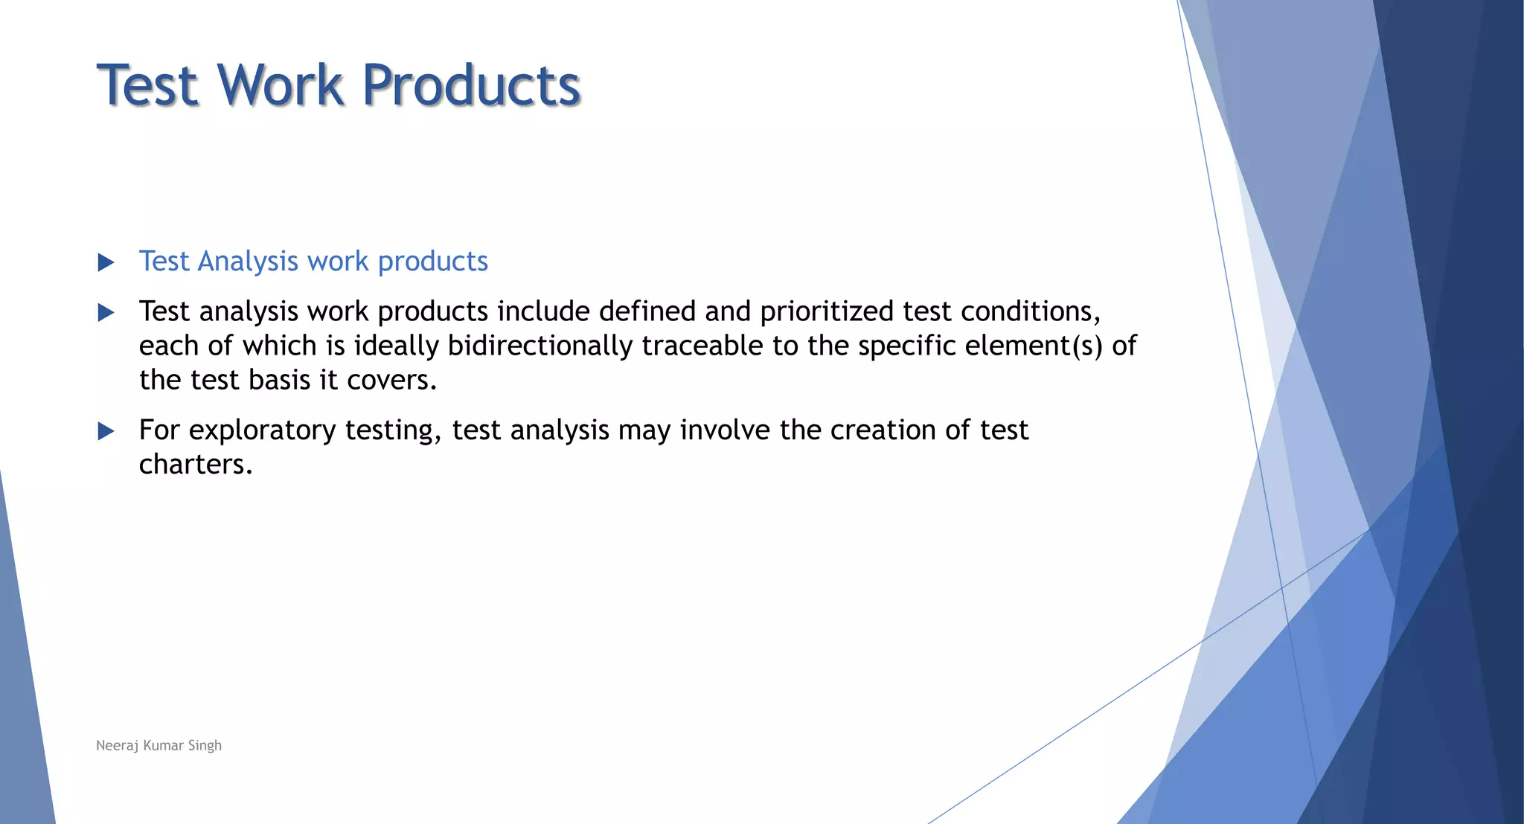 Test Work Products
Test Analysis work products
Test analysis work products include defined and prioritized test conditions,
each of which is ideally bidirectionally traceable to the specific element(s) of
the test basis it covers.
For exploratory testing, test analysis may involve the creation of test
charters.
Neeraj Kumar Singh